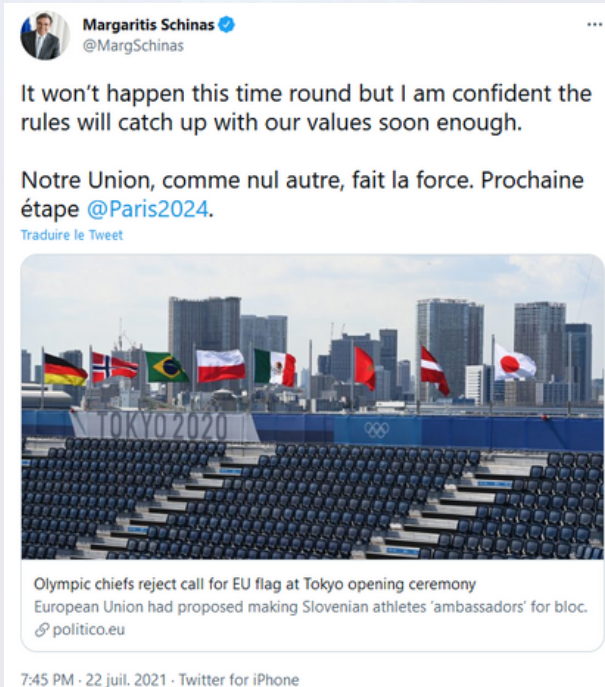 Margaritis Schinas
@MargSchinas
It won't happen this time round but I am confident the
rules will catch up with our values soon enough.
Notre Union, comme nul autre, fait la force. Prochaine
étape @Paris2024.
Traduire le Tweet
TOKYO 2020
Olympic chiefs reject call for EU flag at Tokyo opening ceremony
European Union had proposed making Slovenian athletes 'ambassadors' for bloc.
politico.eu
7:45 PM · 22 juil. 2021 · Twitter for iPhone